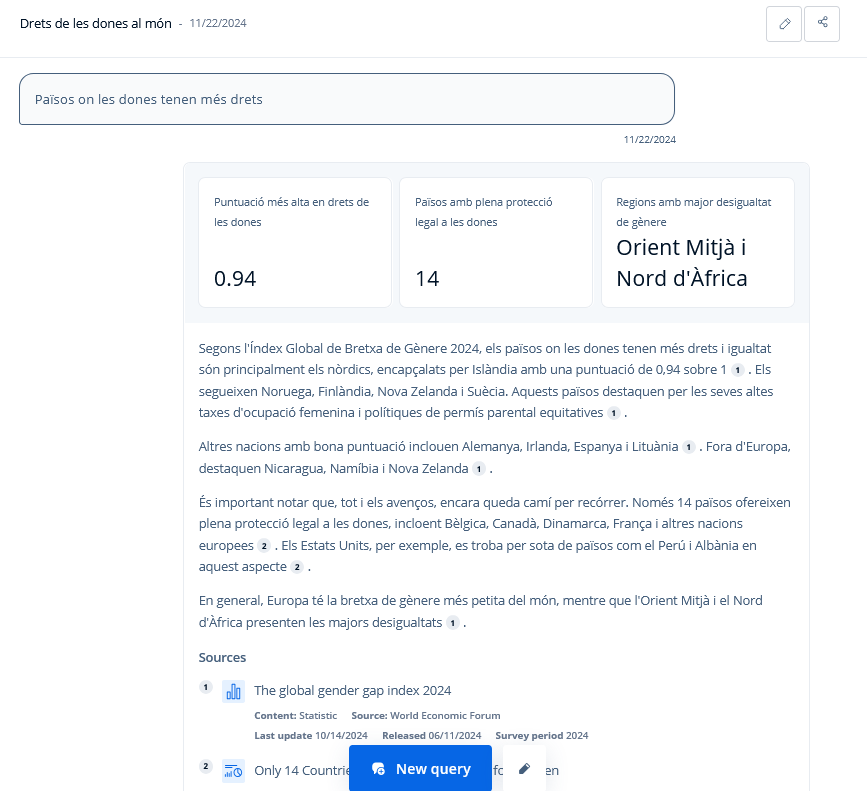 Drets de les dones al món - 11/22/2024
Països on les dones tenen més drets
11/22/2024
Puntuació més alta en drets de
les dones
0.94
Països amb plena protecció
legal a les dones
14
Regions amb major desigualtat
de gènere
Orient Mitjà i
Nord d'Àfrica
Segons l'Índex Global de Bretxa de Gènere 2024, els països on les dones tenen més drets i igualtat
són principalment els nòrdics, encapçalats per Islàndia amb una puntuació de 0,94 sobre 1 1 . Els
segueixen Noruega, Finlàndia, Nova Zelanda i Suècia. Aquests països destaquen per les seves altes
taxes d'ocupació femenina i polítiques de permís parental equitatives 1 .
Altres nacions amb bona puntuació inclouen Alemanya, Irlanda, Espanya i Lituània 1 . Fora d'Europa,
destaquen Nicaragua, Namíbia i Nova Zelanda 1 .
És important notar que, tot i els avenços, encara queda camí per recórrer. Només 14 països ofereixen
plena protecció legal a les dones, incloent Bèlgica, Canadà, Dinamarca, França i altres nacions
europees 2 . Els Estats Units, per exemple, es troba per sota de països com el Perú i Albània en
aquest aspecte 2 .
En general, Europa té la bretxa de gènere més petita del món, mentre que l'Orient Mitjà i el Nord
d'Àfrica presenten les majors desigualtats 1 .
Sources
1 The global gender gap index 2024
Content: Statistic Source: World Economic Forum
Last update 10/14/2024 Released 06/11/2024 Survey period 2024
2 Only 14
New query